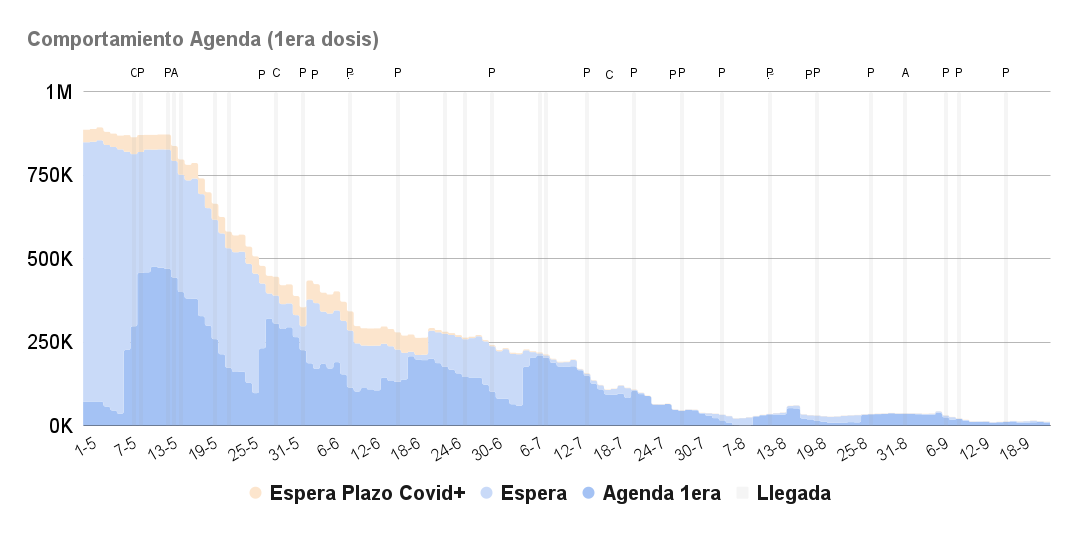 Comportamiento Agenda (1era dosis)
CP PA P C P P P P P P C P PP P P PP P A P P P
1M
750K
500K
250K
0K
1-5 7-5 13-5 19-5 25-5 31-5 6-6 12-6 18-6 24-6 30-6 6-7 12-7 18-7 24-7 30-7 7-8 13-8 19-8 25-8 31-8 6-9 12-9 18-9
Espera Plazo Covid+ Espera Agenda 1era Llegada